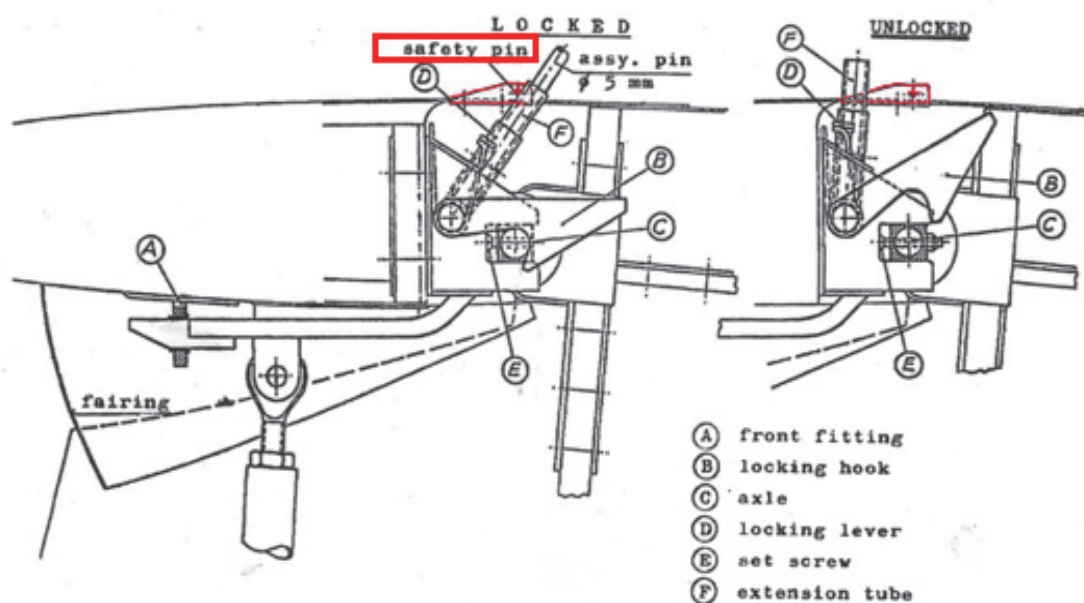 LOCKED
safety pin
assy. pin
ϕ 5 mm
D
F
B
C
A
E
fairing
UNLOCKED
F
D
B
C
E
A front fitting
B locking hook
C axle
D locking lever
E set screw
F extension tube